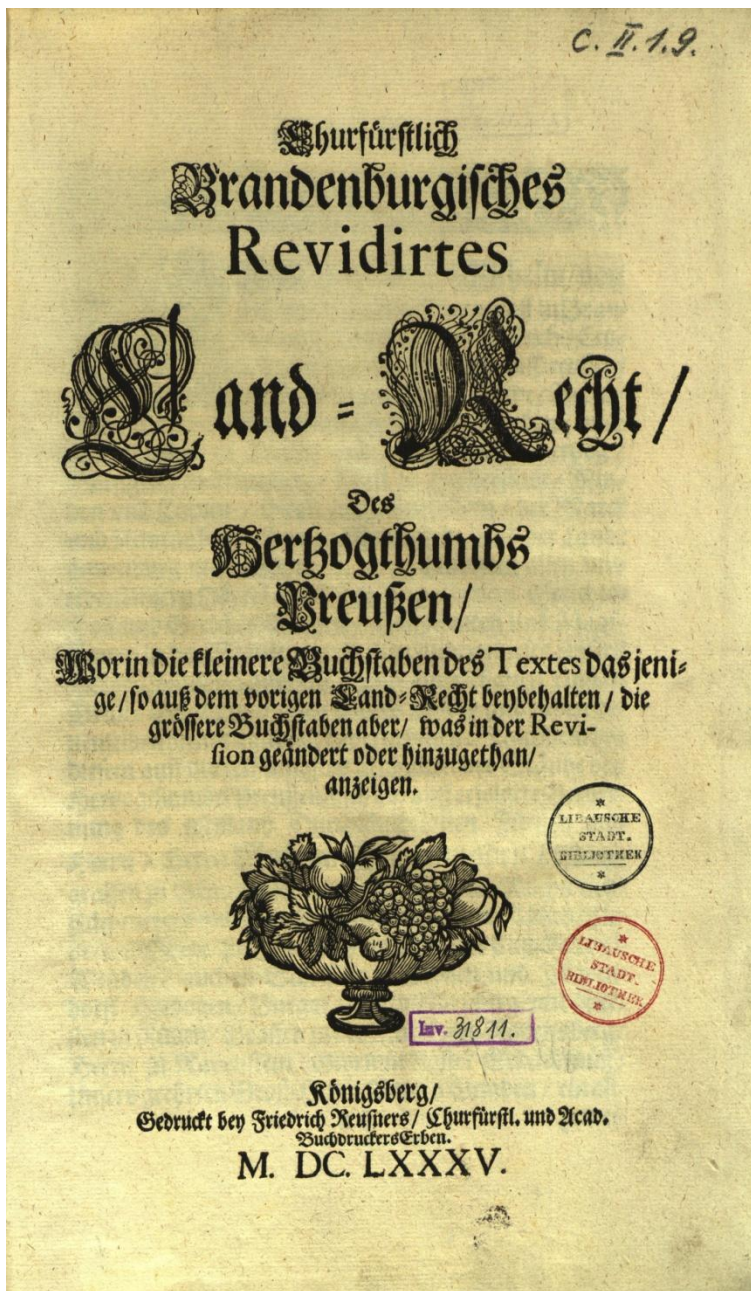 C. II. 1. 9.
Churfürstlich
Brandenburgisches
Revidirtes
Land-Recht/
Des
Hertzogthumbs
Preußen/
Worin die kleinere Buchstaben des Textes das jeni-
ge/ so auß dem vorigen Land-Recht beybehalten/ die
grössere Buchstaben aber/ was in der Revi-
sion geändert oder hinzugethan/
anzeigen.
LIBAUSCHE
STADT.
BIBLIOTHEK
LIBAUSCHE
STADT.
BIBLIOTHEK
Inv. 31811.
Königsberg/
Gedruckt bey Friedrich Reusners/ Churfürstl. und Acad.
Buchdruckers Erben.
M. DC. LXXXV.